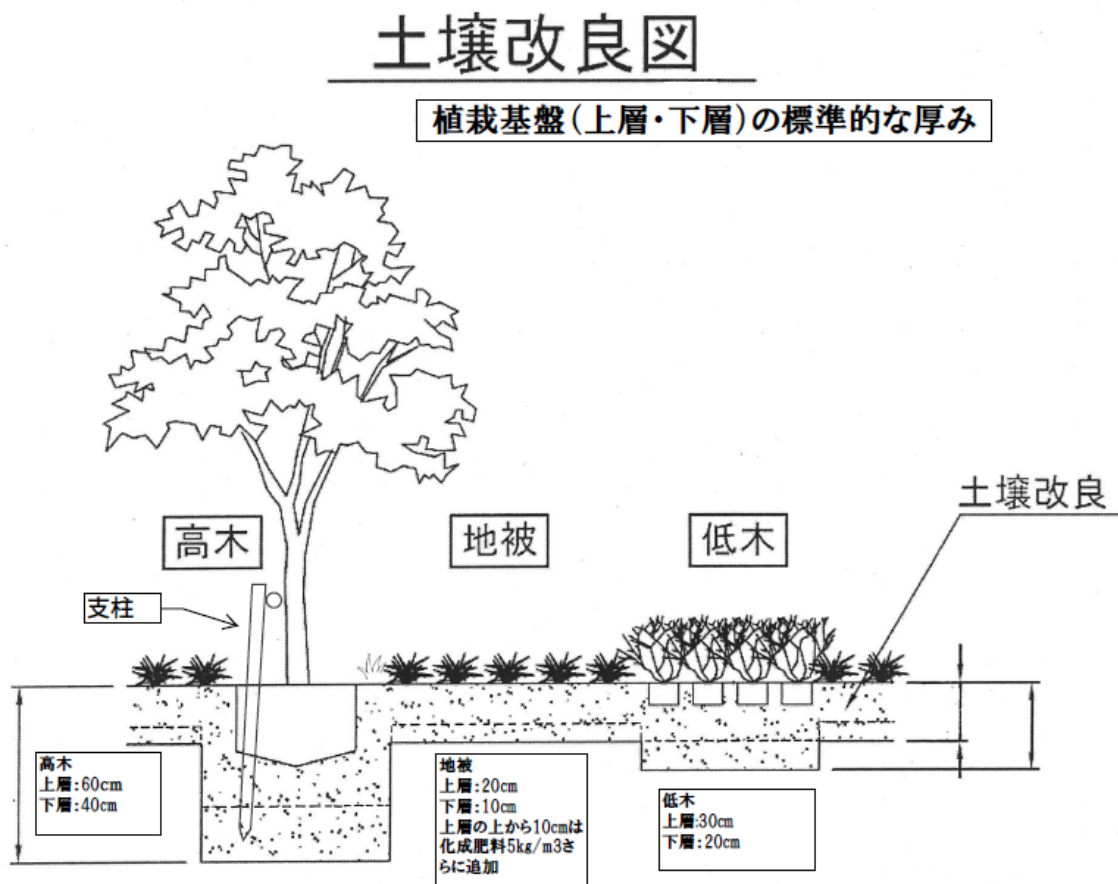 土壌改良図
植栽基盤(上層・下層)の標準的な厚み
土壌改良
高木
地被
低木
支柱
高木
上層:60cm
下層:40cm
地被
上層:20cm
下層:10cm
上層の上から10cmは
化成肥料5kg/m3さ
らに追加
低木
上層:30cm
下層:20cm